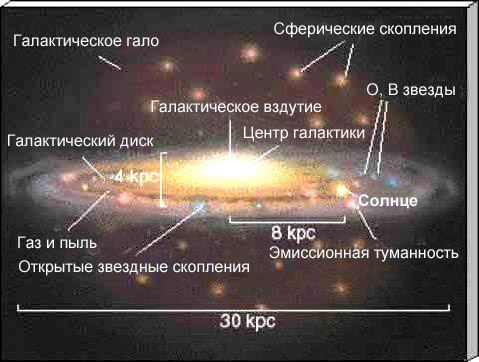 Галактическое гало
Сферические скопления
О, В звезды
Галактическое вздутие
Центр галактики
Галактический диск
4 kpc
Солнце
8 kpc
Газ и пыль
Эмиссионная туманность
Открытые звездные скопления
30 kpc